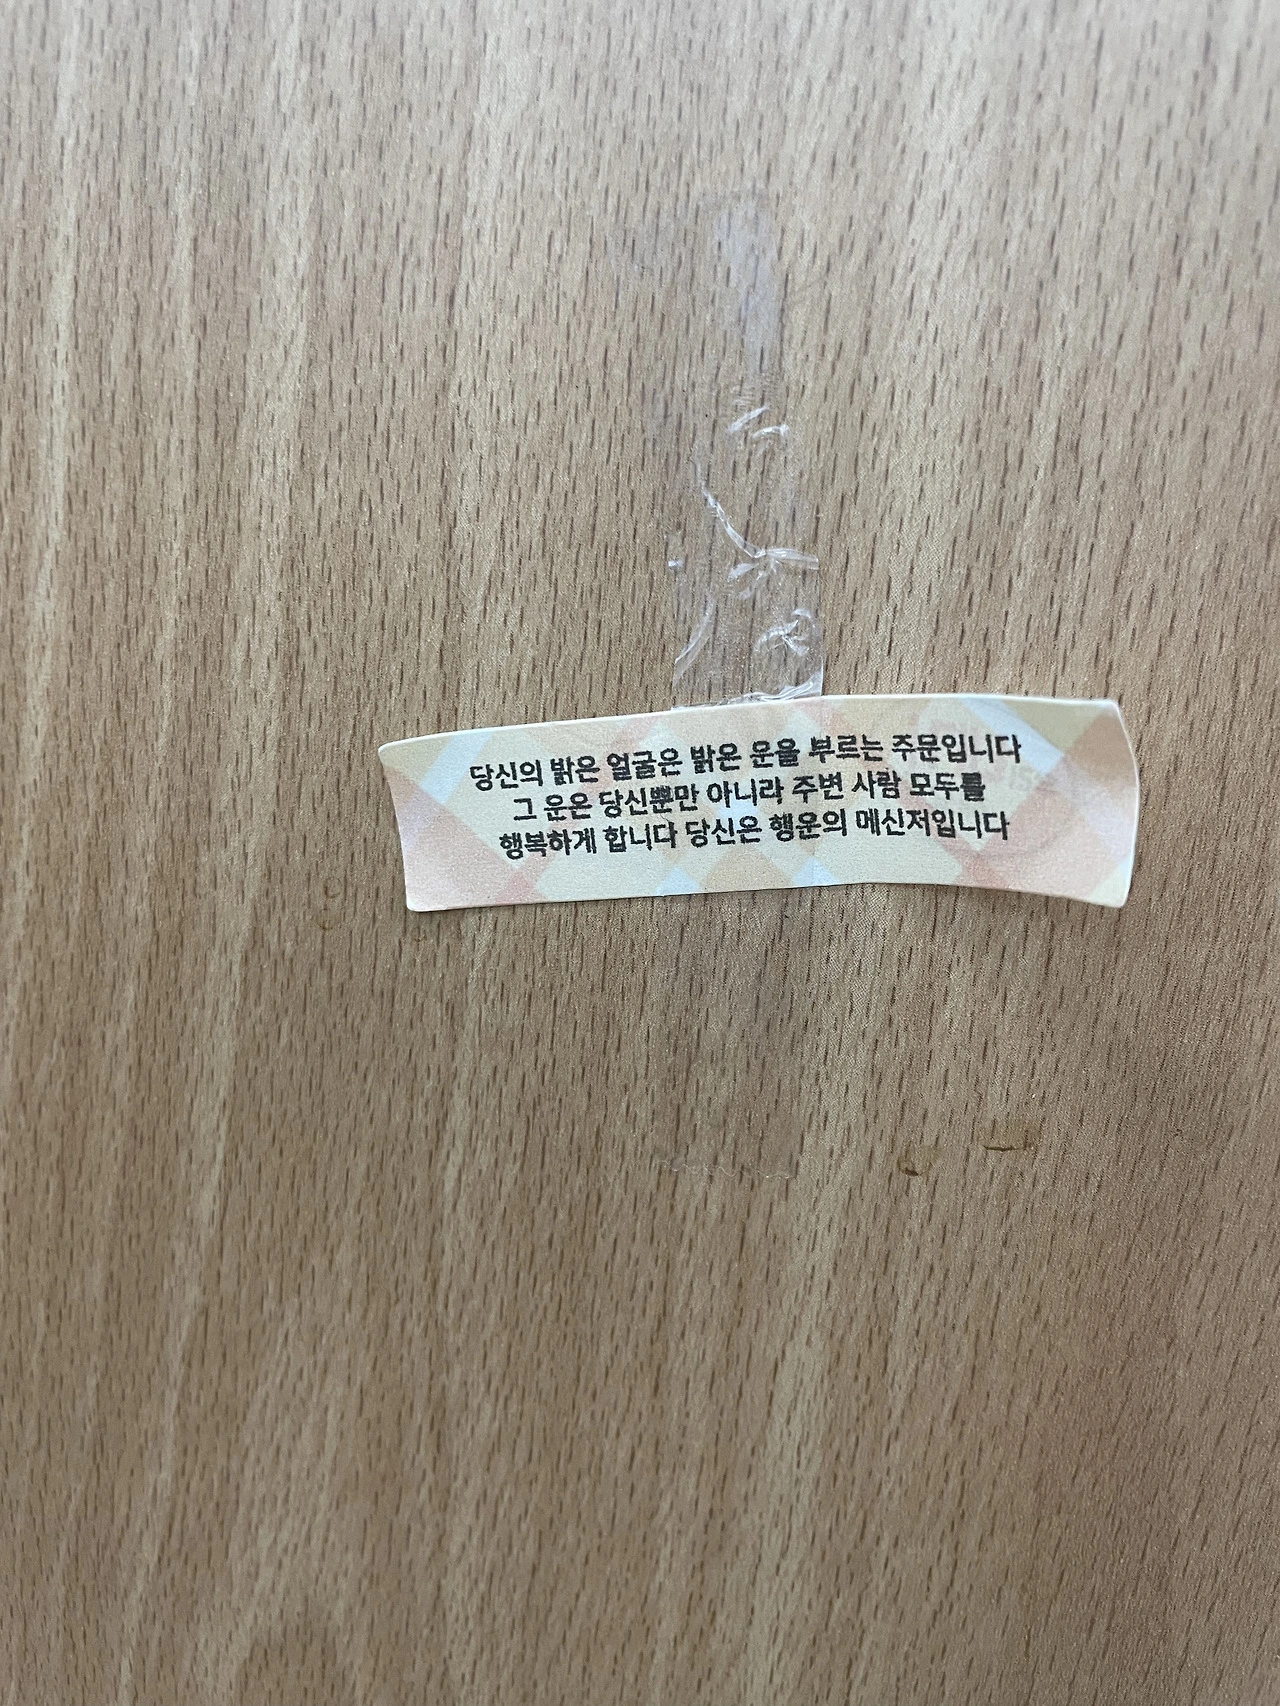 당신의 밝은 얼굴은 밝은 운을 부르는 주문입니다
그 운은 당신뿐만 아니라 주변 사람 모두를
행복하게 합니다 당신은 행운의 메신저입니다